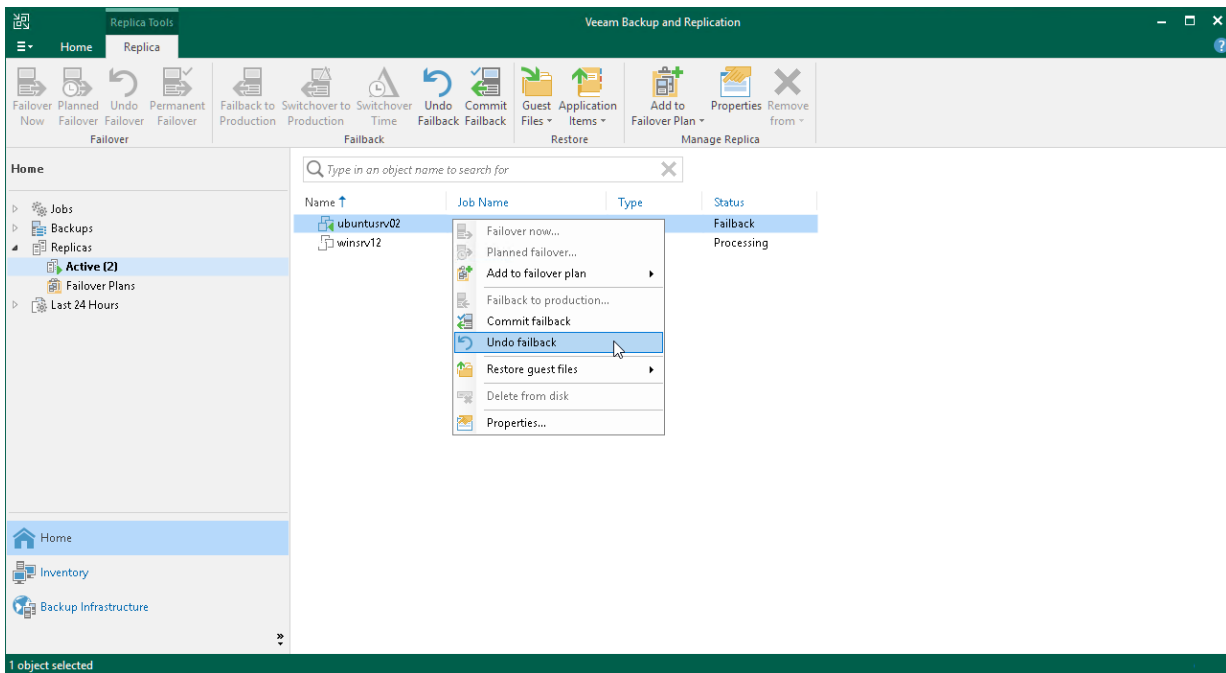 Replica Tools
Veeam Backup and Replication
Home
Replica
Failover Now
Planned Failover
Undo Failover
Permanent Failover
Failback to Production
Switchover to Production
Switchover Time
Undo Failback
Commit Failback
Guest Files
Application Items
Add to Failover Plan
Properties
Remove from
Failover
Failback
Restore
Manage Replica
Home
Type in an object name to search for
Jobs
Backups
Replicas
Active (2)
Failover Plans
Last 24 Hours
Name
Job Name
Type
Status
ubuntusrv02
Failback
winsrv12
Processing
Failover now...
Planned failover...
Add to failover plan
Failback to production...
Commit failback
Undo failback
Restore guest files
Delete from disk
Properties...
Home
Inventory
Backup Infrastructure
1 object selected